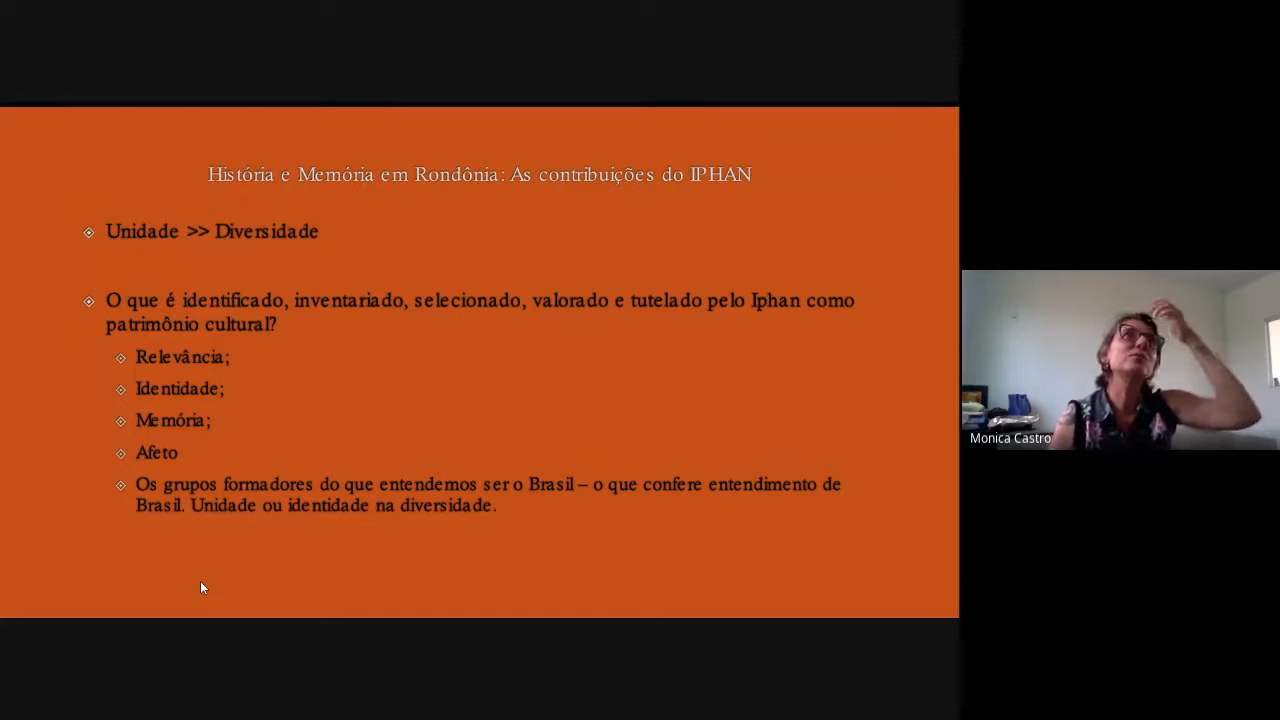 História e Memória em Rondônia: As contribuições do IPHAN
Unidade >> Diversidade
O que é identificado, inventariado, selecionado, valorado e tutelado pelo Iphan como
patrimônio cultural?
Relevância;
Identidade;
Memória;
Afeto
Os grupos formadores do que entendemos ser o Brasil – o que confere entendimento de
Brasil. Unidade ou identidade na diversidade.
Monica Castro